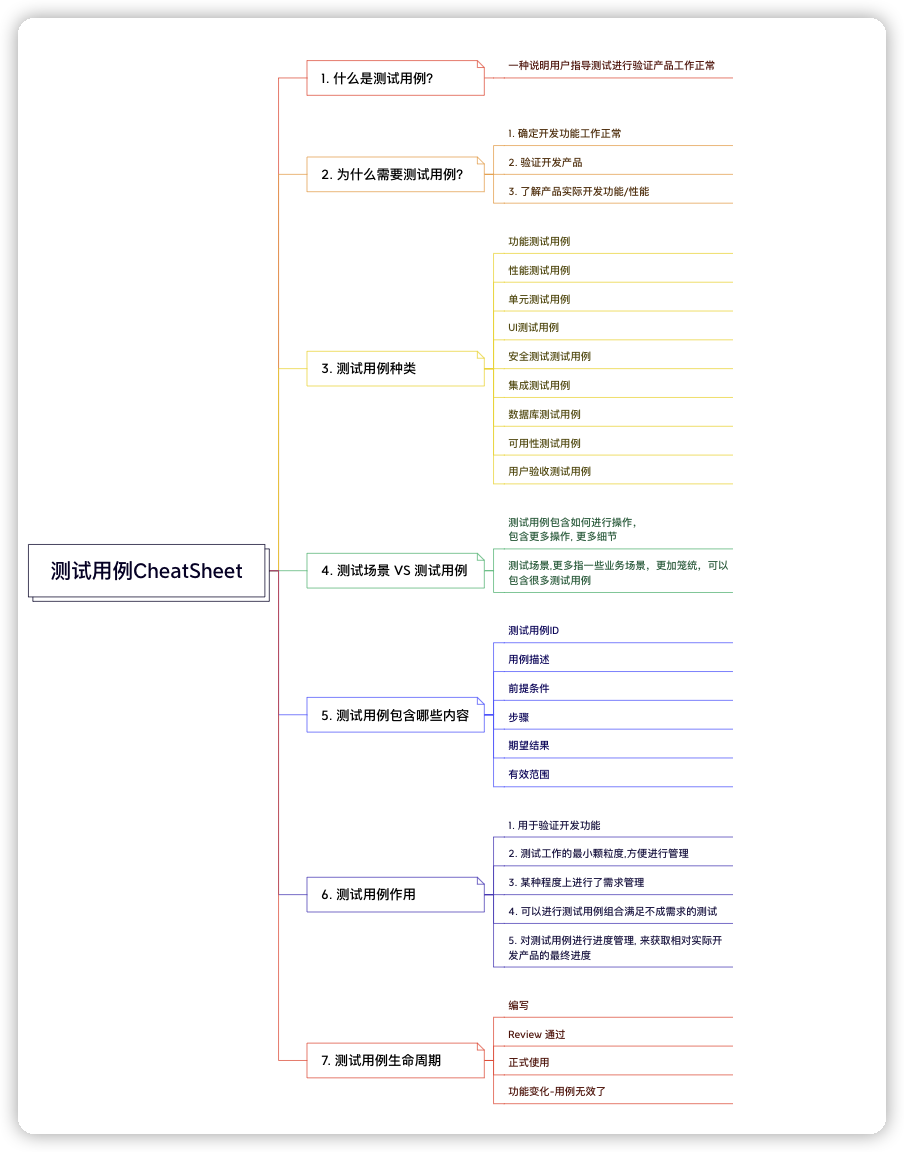 测试用例CheatSheet
1. 什么是测试用例?
一种说明用户指导测试进行验证产品工作正常
2. 为什么需要测试用例?
1. 确定开发功能工作正常
2. 验证开发产品
3. 了解产品实际开发功能/性能
3. 测试用例种类
功能测试用例
性能测试用例
单元测试用例
UI测试用例
安全测试测试用例
集成测试用例
数据库测试用例
可用性测试用例
用户验收测试用例
4. 测试场景 VS 测试用例
测试用例包含如何进行操作，
包含更多操作, 更多细节
测试场景,更多指一些业务场景，更加笼统，可以
包含很多测试用例
5. 测试用例包含哪些内容
测试用例ID
用例描述
前提条件
步骤
期望结果
有效范围
6. 测试用例作用
1. 用于验证开发功能
2. 测试工作的最小颗粒度,方便进行管理
3. 某种程度上进行了需求管理
4. 可以进行测试用例组合满足不成需求的测试
5. 对测试用例进行进度管理, 来获取相对实际开
发产品的最终进度
7. 测试用例生命周期
编写
Review 通过
正式使用
功能变化-用例无效了